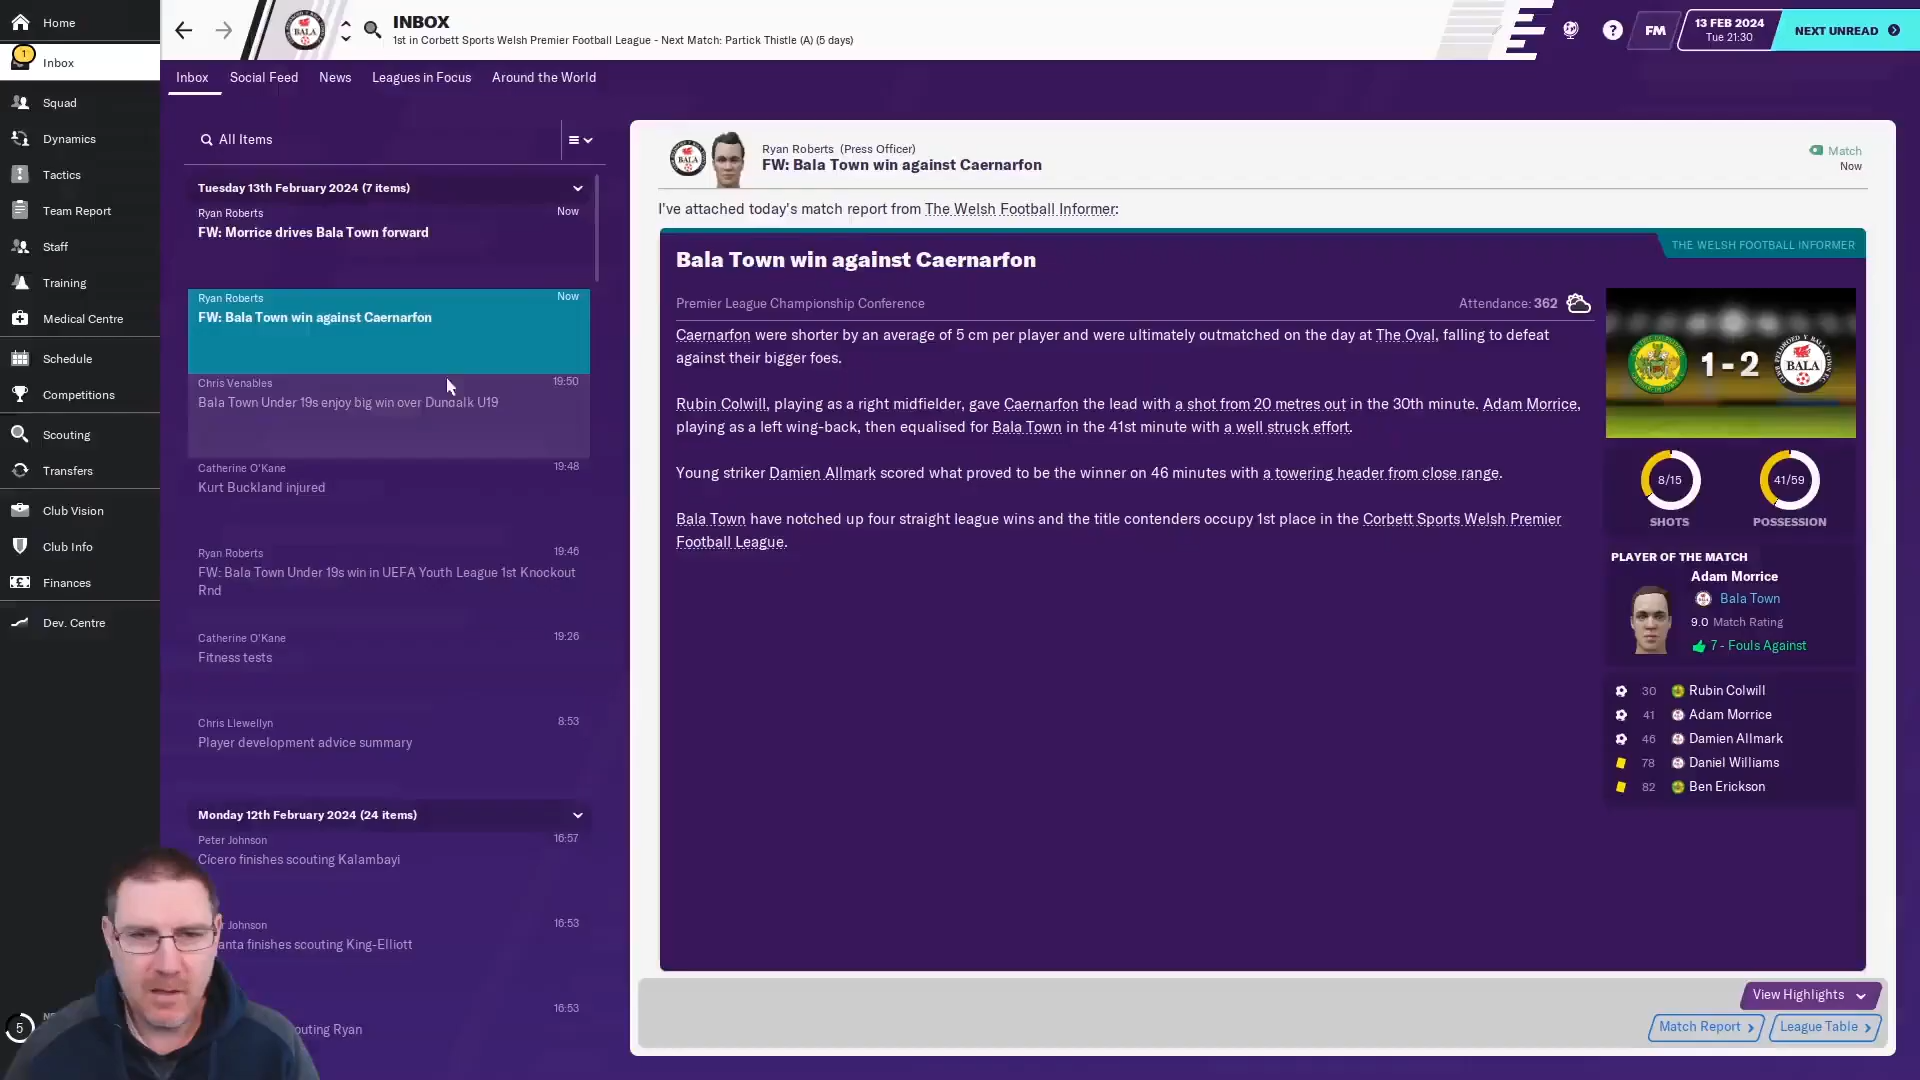 Home
1
Inbox
Squad
Dynamics
Tactics
Team Report
Staff
Training
Medical Centre
Schedule
Competitions
Scouting
Transfers
Club Vision
Club Info
Finances
Dev. Centre
5
BALA
INBOX
1st in Corbett Sports Welsh Premier Football League - Next Match: Partick Thistle (A) (5 days)
?
FM
13 FEB 2024
Tue 21:30
NEXT UNREAD
Inbox Social Feed News Leagues in Focus Around the World
All Items
Tuesday 13th February 2024 (7 items)
Ryan Roberts Now
FW: Morrice drives Bala Town forward
Ryan Roberts Now
FW: Bala Town win against Caernarfon
Chris Venables 19:50
Bala Town Under 19s enjoy big win over Dundalk U19
Catherine O'Kane 19:48
Kurt Buckland injured
Ryan Roberts 19:46
FW: Bala Town Under 19s win in UEFA Youth League 1st Knockout
Rnd
Catherine O'Kane 19:26
Fitness tests
Chris Llewellyn 8:53
Player development advice summary
Monday 12th February 2024 (24 items)
Peter Johnson 16:57
Cícero finishes scouting Kalambayi
Johnson 16:53
finishes scouting King-Elliott
16:53
Ryan
BALA
Ryan Roberts (Press Officer)
FW: Bala Town win against Caernarfon
Match
Now
I've attached today's match report from The Welsh Football Informer:
THE WELSH FOOTBALL INFORMER
Bala Town win against Caernarfon
Premier League Championship Conference Attendance: 362
Caernarfon were shorter by an average of 5 cm per player and were ultimately outmatched on the day at The Oval, falling to defeat
against their bigger foes.
Rubin Colwill, playing as a right midfielder, gave Caernarfon the lead with a shot from 20 metres out in the 30th minute. Adam Morrice,
playing as a left wing-back, then equalised for Bala Town in the 41st minute with a well struck effort.
Young striker Damien Allmark scored what proved to be the winner on 46 minutes with a towering header from close range.
Bala Town have notched up four straight league wins and the title contenders occupy 1st place in the Corbett Sports Welsh Premier
Football League.
1 - 2
BALA
8/15 41/59
SHOTS POSSESSION
PLAYER OF THE MATCH
Adam Morrice
Bala Town
9.0 Match Rating
7 - Fouls Against
30 Rubin Colwill
41 Adam Morrice
46 Damien Allmark
78 Daniel Williams
82 Ben Erickson
View Highlights
Match Report
League Table